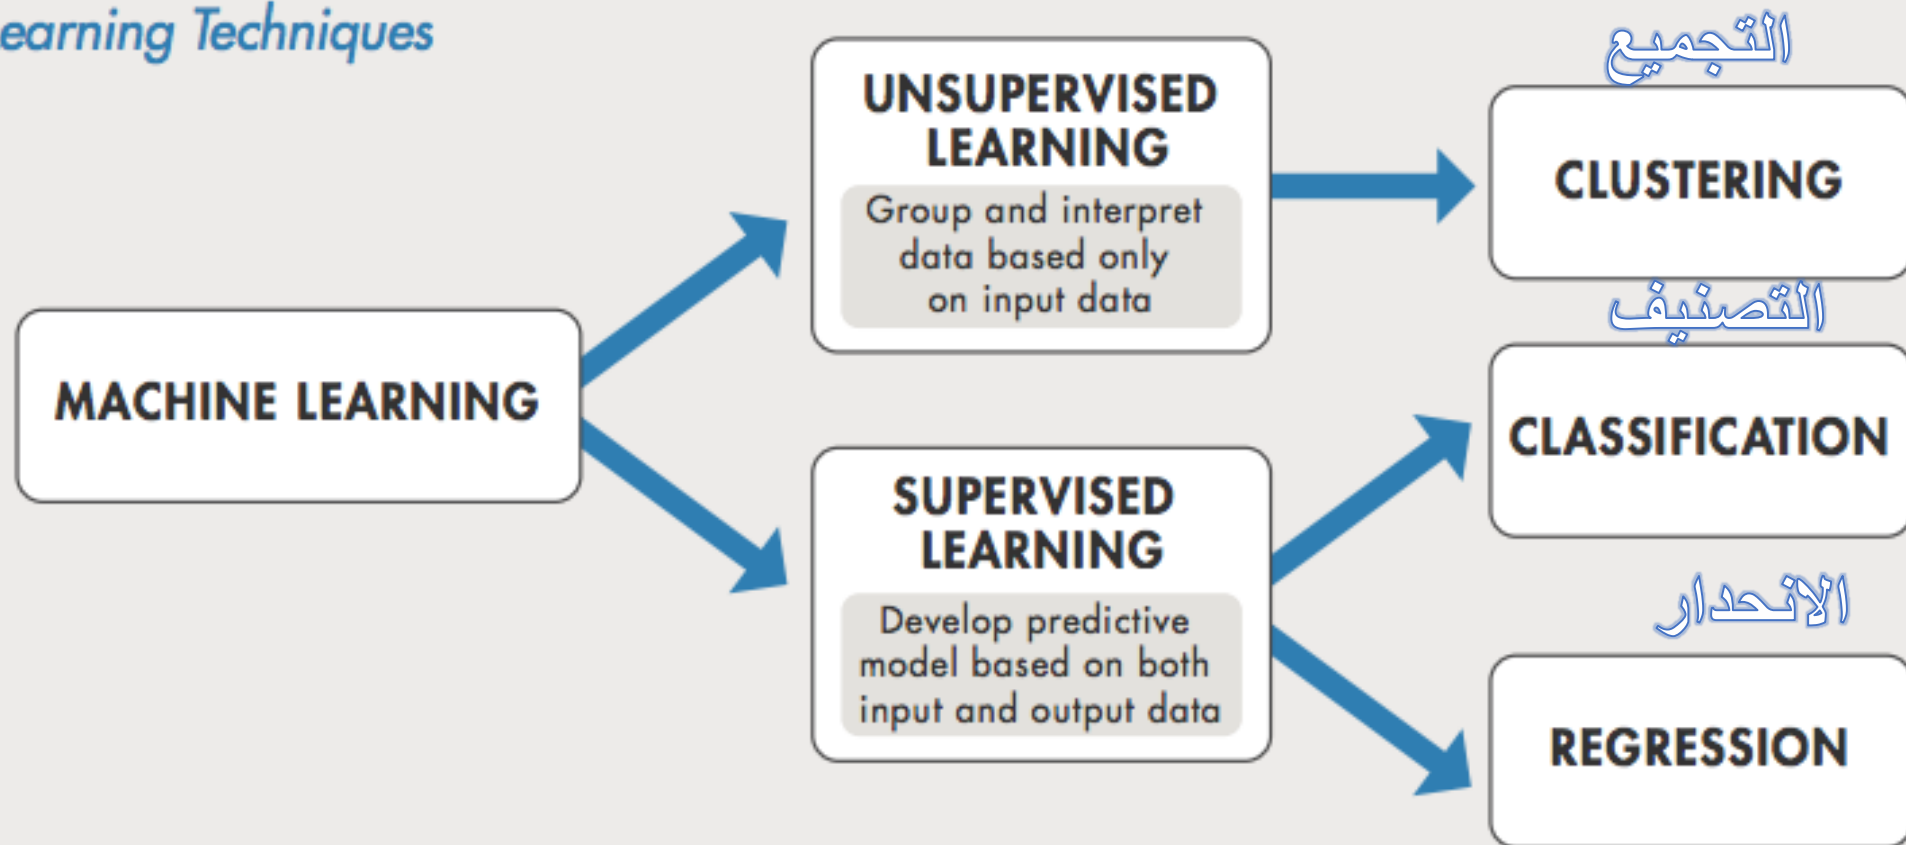 earning Techniques
MACHINE LEARNING
UNSUPERVISED
LEARNING
Group and interpret
data based only
on input data
SUPERVISED
LEARNING
Develop predictive
model based on both
input and output data
التجميع
CLUSTERING
التصنيف
CLASSIFICATION
الانحدار
REGRESSION